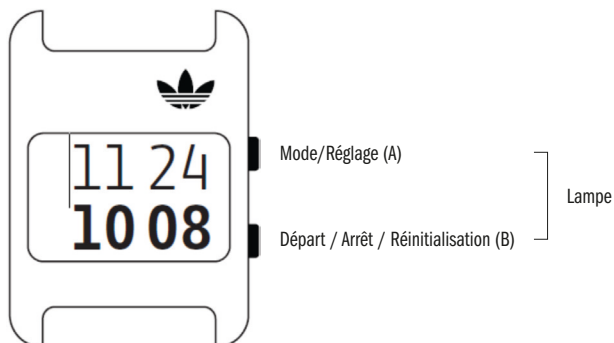 11 24
10 08
Mode/Réglage (A)
Lampe
Départ / Arrêt / Réinitialisation (B)